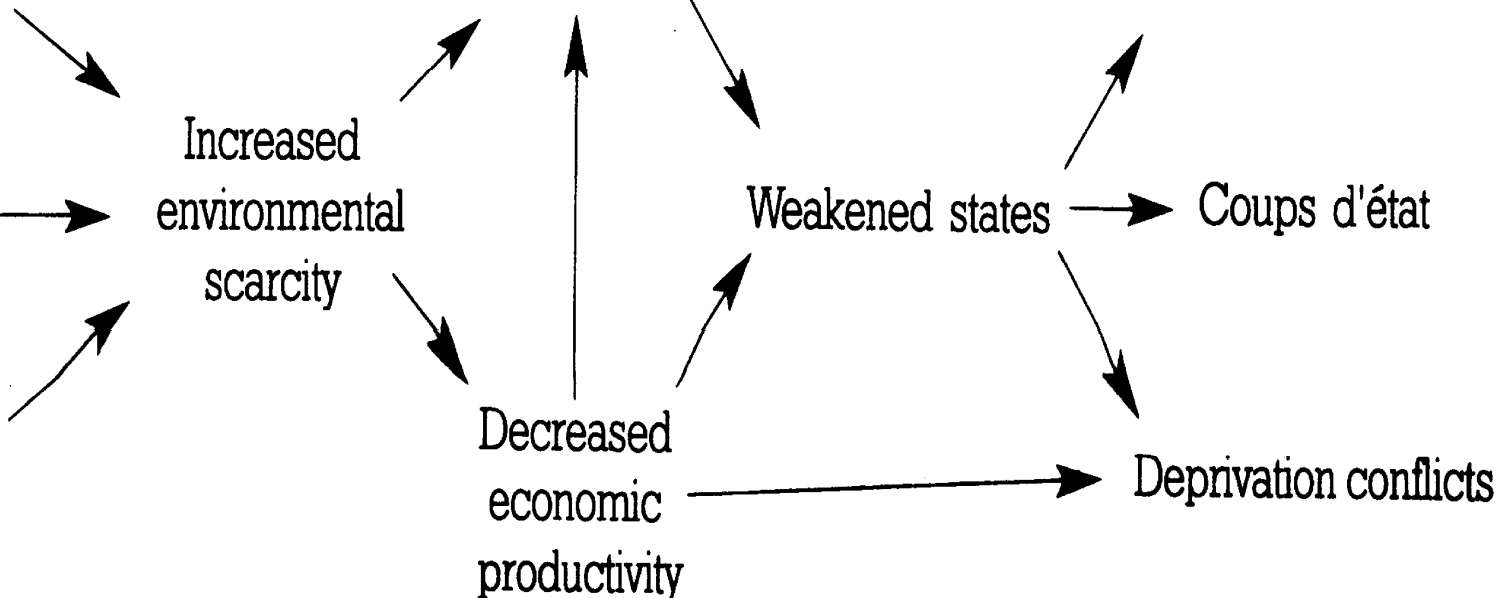 Increased
environmental
scarcity
Weakened states
Coups d'état
Decreased
economic
productivity
Deprivation conflicts